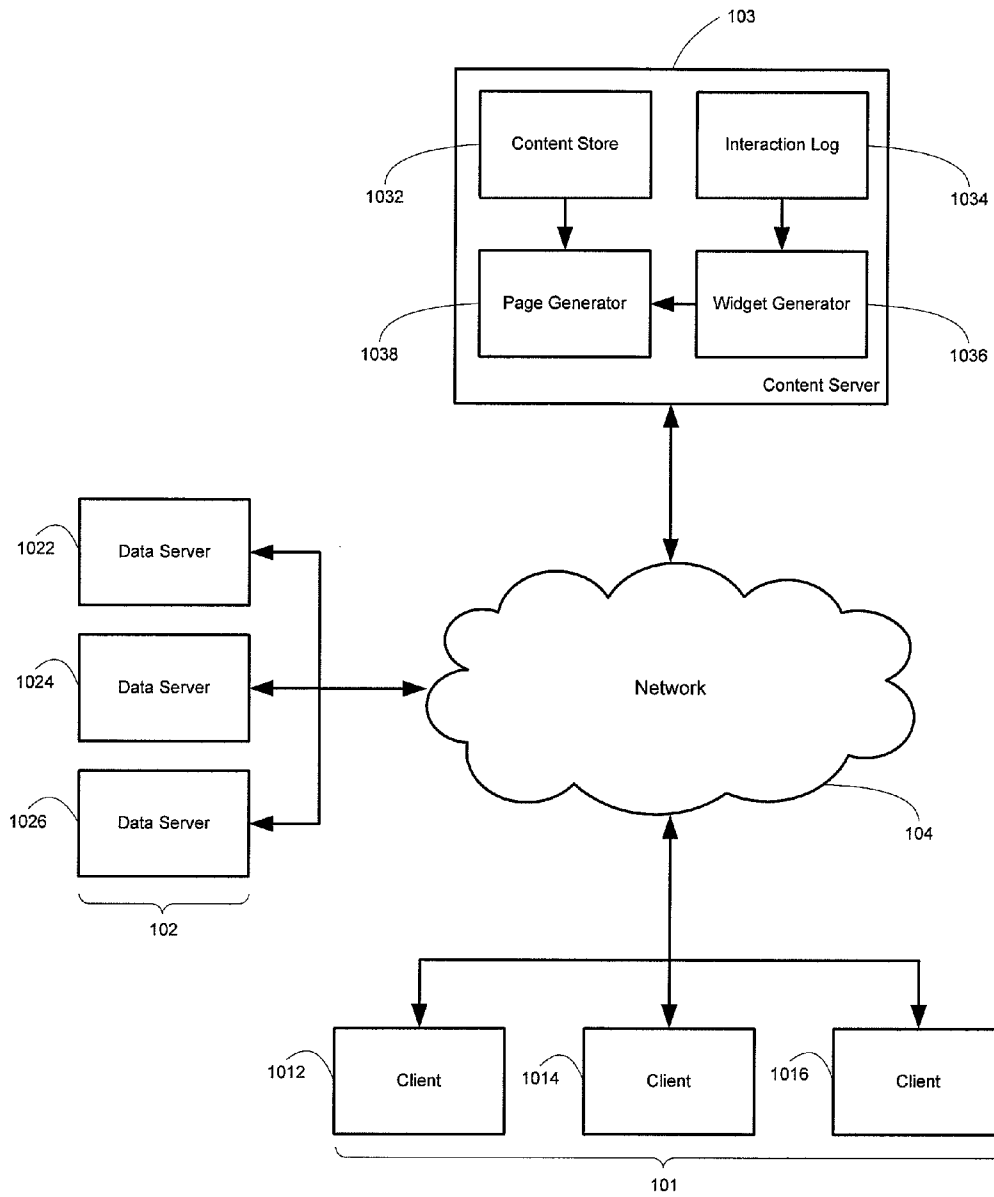 103
Content Store
Interaction Log
1032
1034
Page Generator
Widget Generator
1038
1036
Content Server
1022
Data Server
1024
Data Server
Network
1026
Data Server
104
102
1012
Client
1014
Client
1016
Client
101